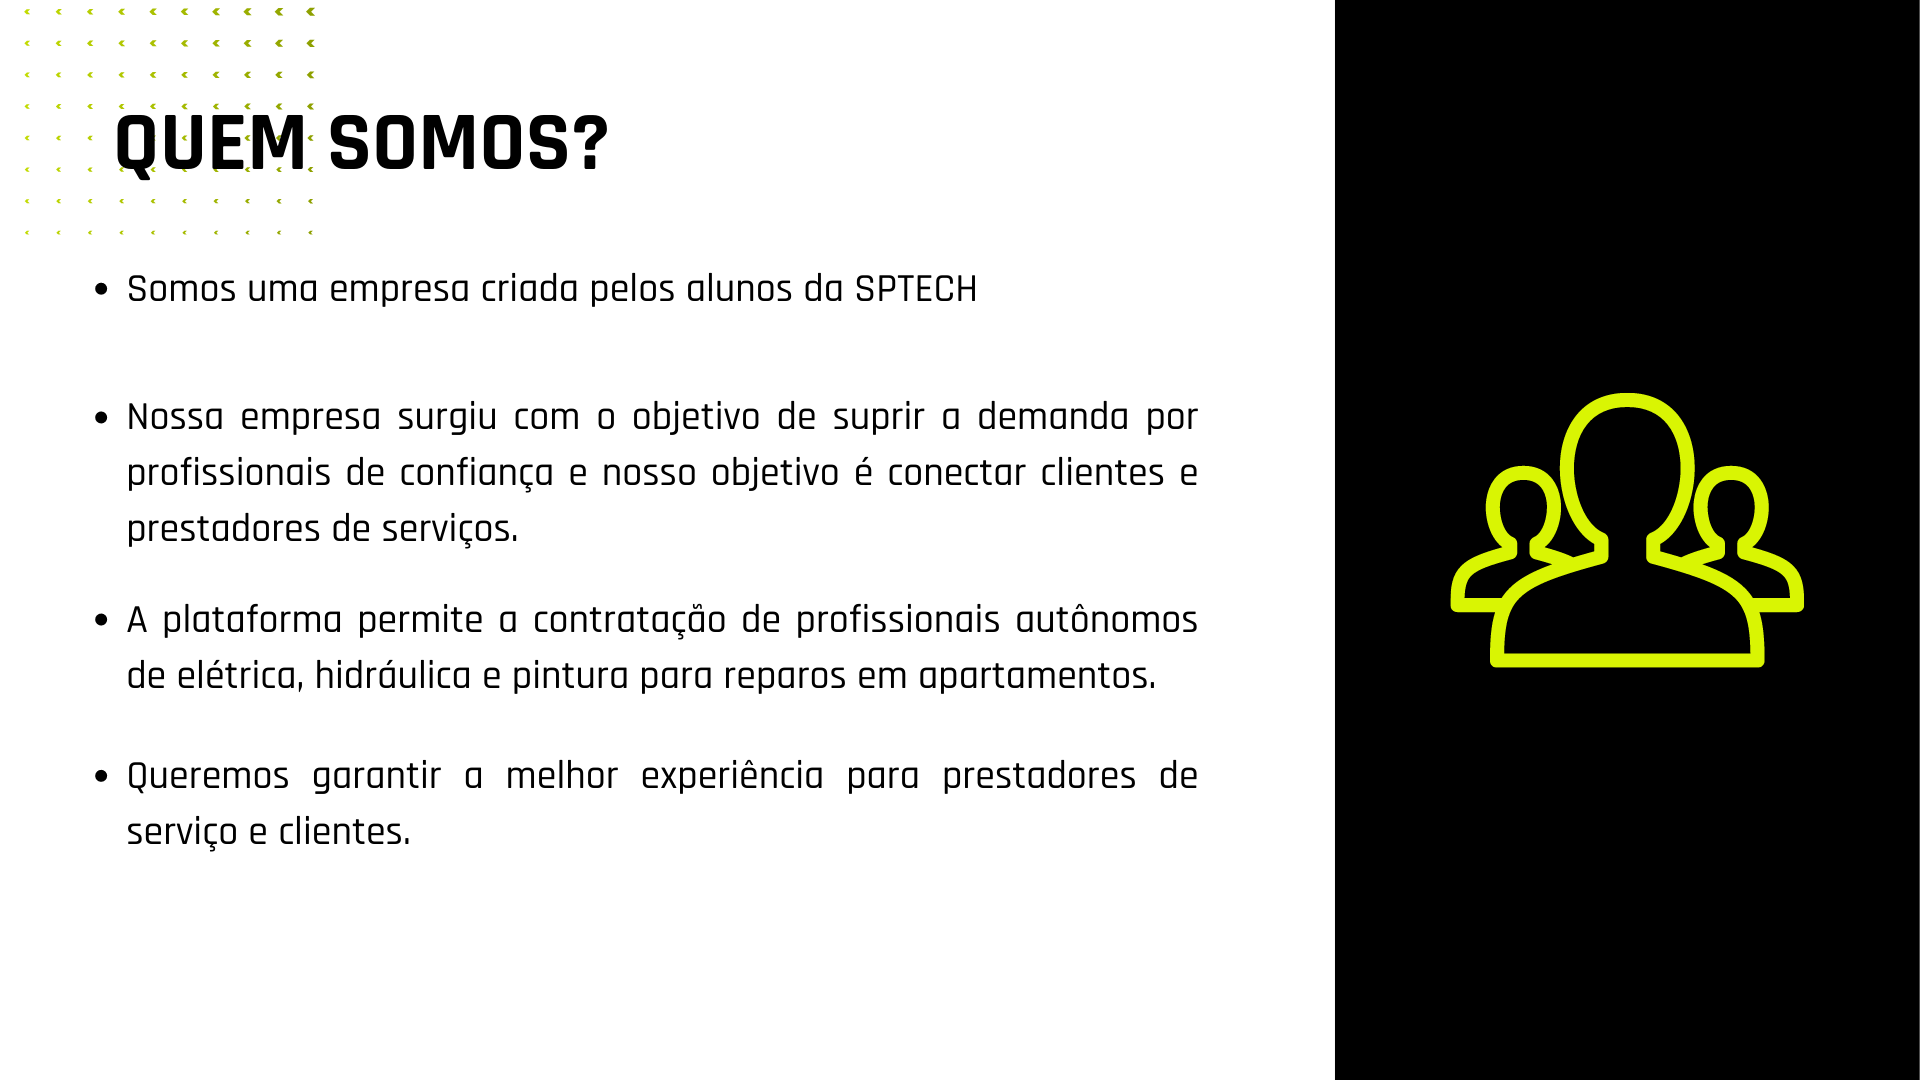 QUEM SOMOS?
• Somos uma empresa criada pelos alunos da SPTECH
• Nossa empresa surgiu com o objetivo de suprir a demanda por
profissionais de confiança e nosso objetivo é conectar clientes e
prestadores de serviços.
• A plataforma permite a contratação de profissionais autônomos
de elétrica, hidráulica e pintura para reparos em apartamentos.
• Queremos garantir a melhor experiência para prestadores de
serviço e clientes.